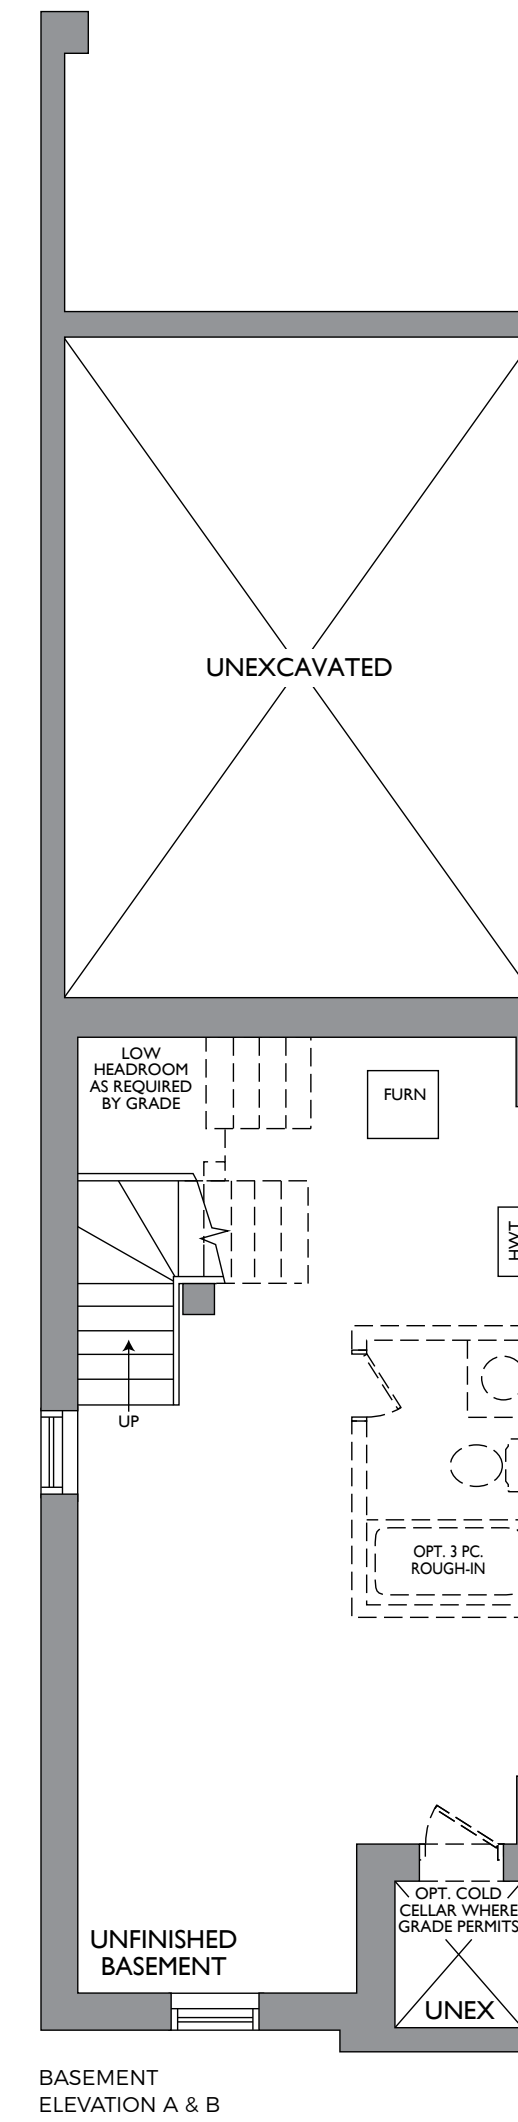 UNEXCAVATED
LOW
HEADROOM
AS REQUIRED
BY GRADE
FURN
HWT
UP
OPT. 3 PC.
ROUGH-IN
OPT. COLD
CELLAR WHERE
GRADE PERMITS
UNFINISHED
BASEMENT
UNEX
BASEMENT
ELEVATION A & B